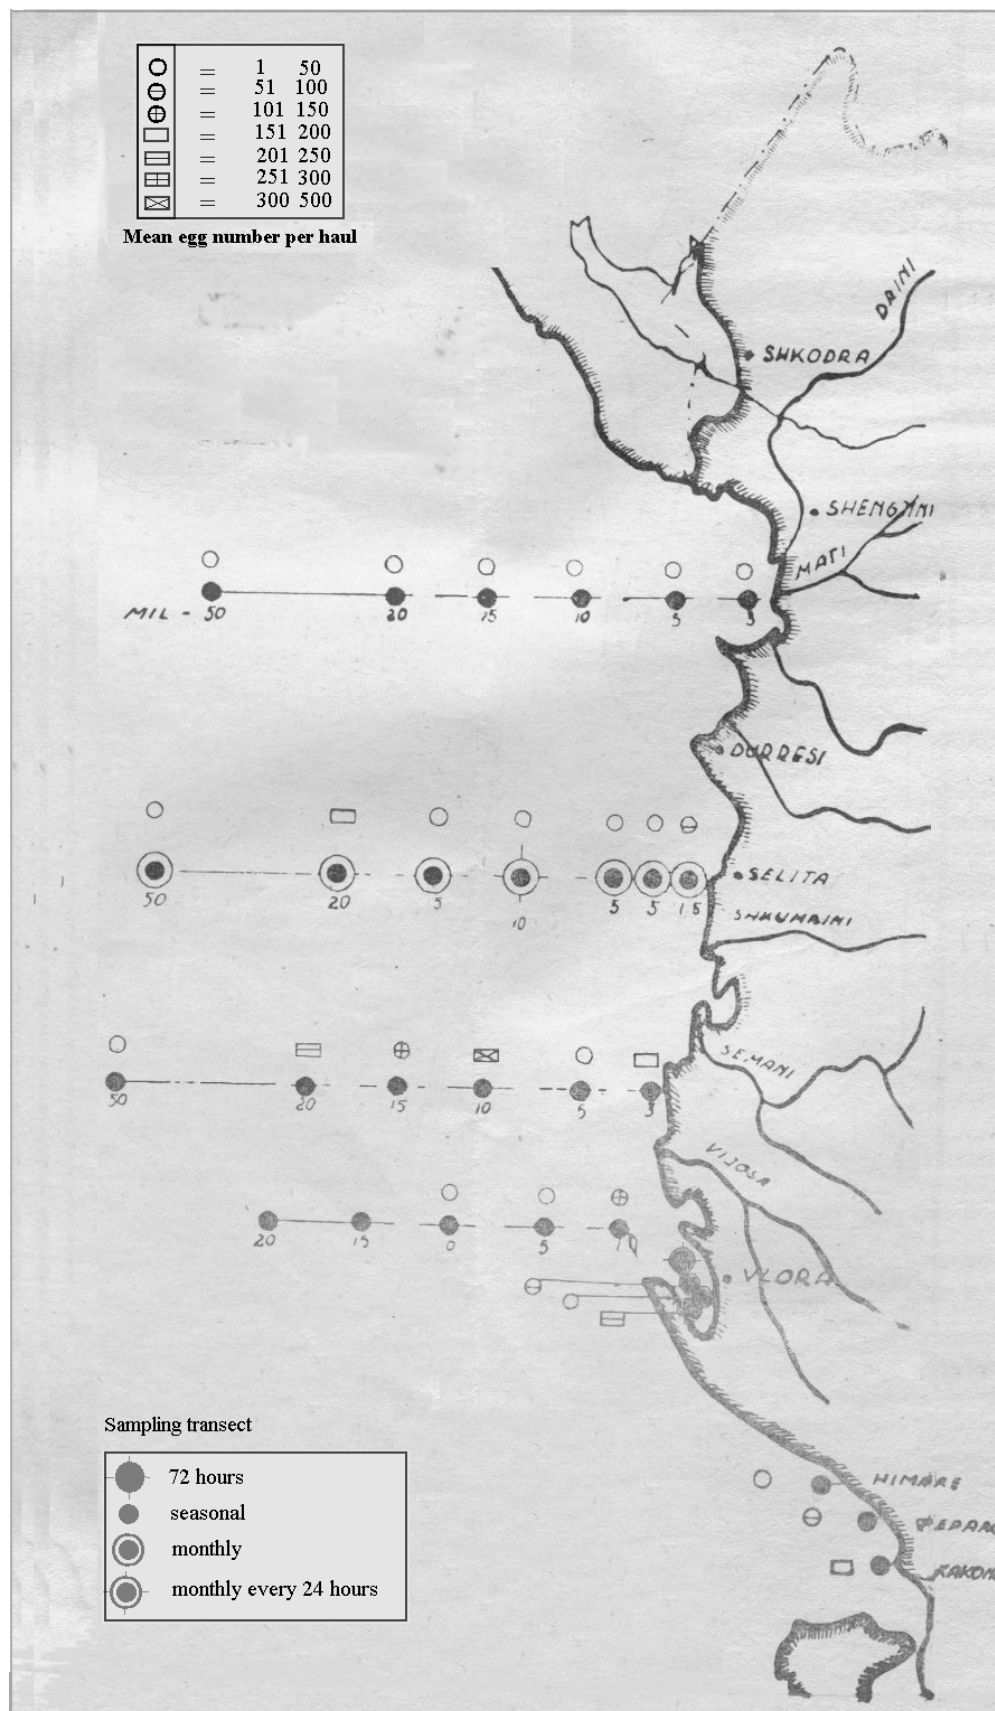 = 1 50
= 51 100
= 101 150
= 151 200
= 201 250
= 251 300
= 300 500
Mean egg number per haul
DRINI
SHKODRA
SHENGJINI
MATI
MIL - 50 20 15 10 5 3
DURRESI
SELITA
50 20 5 10 5 5 1.5
SHKUMBINI
SEMANI
50 20 15 10 5 3
VIJOSA
20 15 0 5
VLORA
Sampling transect
72 hours
seasonal
monthly
monthly every 24 hours
HIMARE